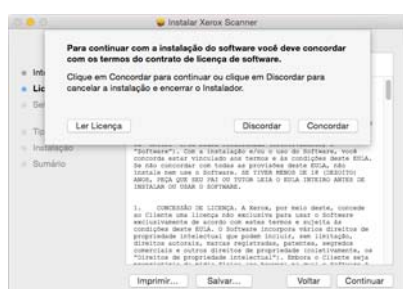 Instalar Xerox Scanner
Para continuar com a instalação do software você deve concordar
com os termos do contrato de licença de software.
Clique em Concordar para continuar ou clique em Discordar para
cancelar a instalação e encerrar o Instalador.
Ler Licença
Discordar
Concordar
Instalação
Sumário
"Software"). Com a instalação e/ou o uso do Software, você
concorda estar vinculado aos termos e às condições deste EULA.
Se não concordar com todas as provisões deste EULA, não
instale nem use o Software. SE TIVER MENOS DE 18 (DEZOITO)
ANOS, PEÇA QUE SEU PAI OU TUTOR LEIA O EULA INTEIRO ANTES DE
INSTALAR OU USAR O SOFTWARE.
1. CONCESSÃO DE LICENÇA. A Xerox, por meio deste, concede
ao Cliente uma licença não exclusiva para usar o Software
exclusivamente de acordo com estes termos e sujeita às
condições deste EULA. O Software incorpora vários direitos de
propriedade intelectual que podem incluir, sem limitação,
direitos autorais, marcas registradas, patentes, segredos
comerciais e outros direitos de propriedade (coletivamente, os
"Direitos de propriedade intelectual"). Embora o Cliente seja
Imprimir...
Salvar...
Voltar
Continuar